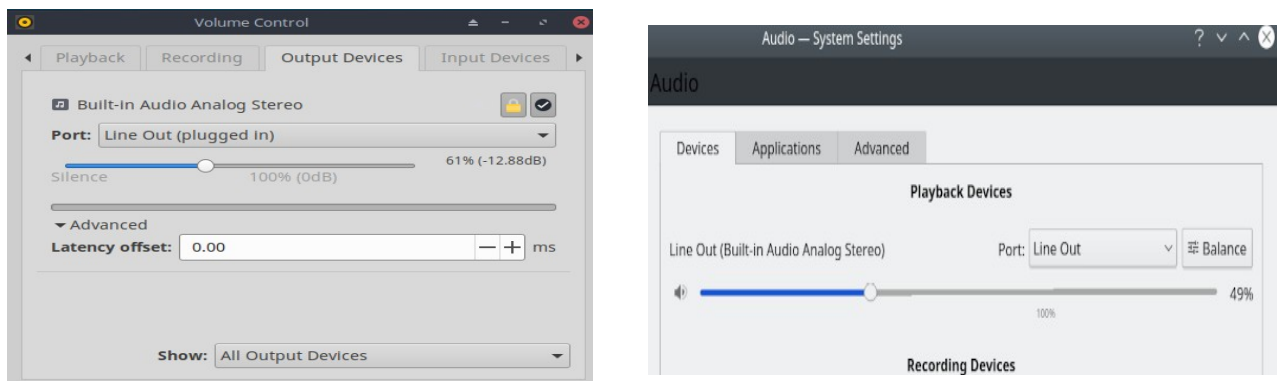 Volume Control
Playback Recording Output Devices Input Devices
Built-in Audio Analog Stereo
Port: Line Out (plugged in)
61% (-12.88dB)
Silence 100% (0dB)
Advanced
Latency offset: 0.00 ms
Show: All Output Devices
Audio — System Settings
Audio
Devices Applications Advanced
Playback Devices
Line Out (Built-in Audio Analog Stereo) Port: Line Out Balance
49%
100%
Recording Devices